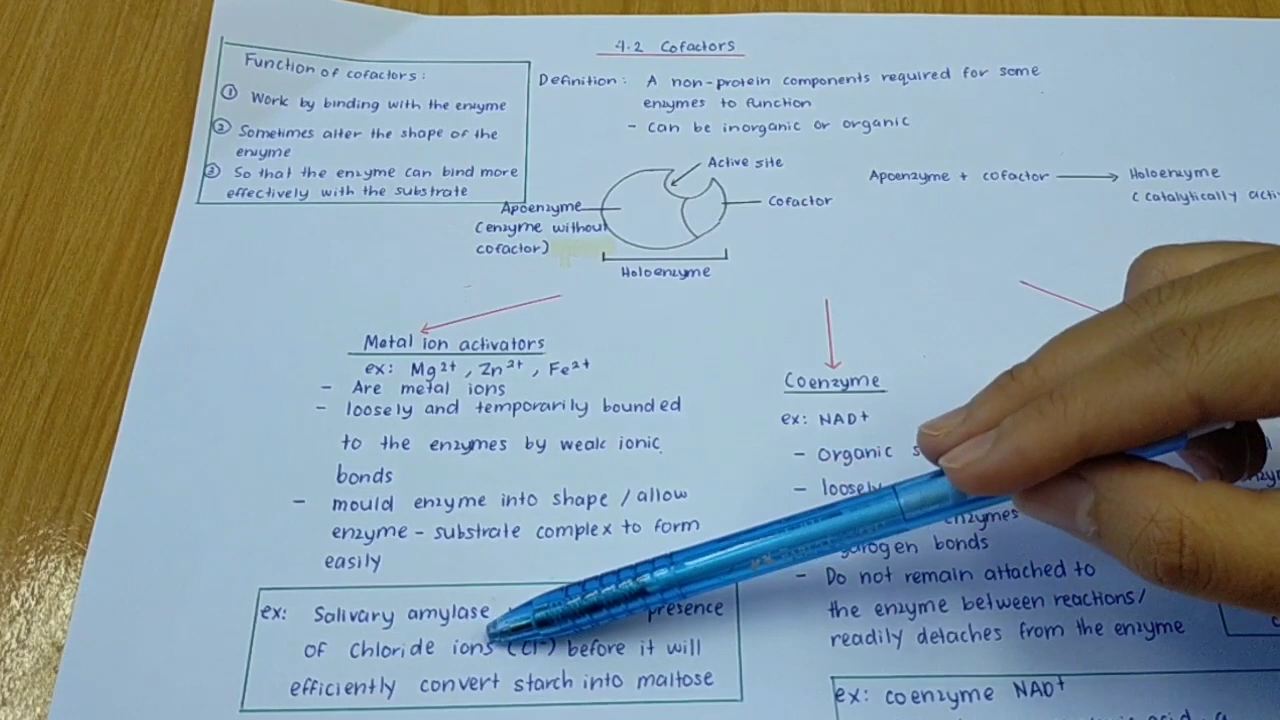 4.2 Cofactors
Function of cofactors:
① Work by binding with the enzyme
② Sometimes alter the shape of the
enzyme
③ So that the enzyme can bind more
effectively with the substrate
Definition: A non-protein components required for some
enzymes to function
- can be inorganic or organic
Active site
Apoenzyme
(enzyme without
cofactor)
Cofactor
Holoenzyme
Apoenzyme + cofactor → Holoenzyme
(catalytically
Metal ion activators
ex: Mg²⁺, Zn²⁺, Fe²⁺
- Are metal ions
- loosely and temporarily bounded
to the enzymes by weak ionic
bonds
- mould enzyme into shape / allow
enzyme - substrate complex to form
easily
ex: Salivary amylase presence
of chloride ions (Cl⁻) before it will
efficiently convert starch into maltose
Coenzyme
ex: NAD⁺
- organic
- loosely
enzymes
bonds
- Do not remain attached to
the enzyme between reactions/
readily detaches from the enzyme
ex: coenzyme NAD⁺